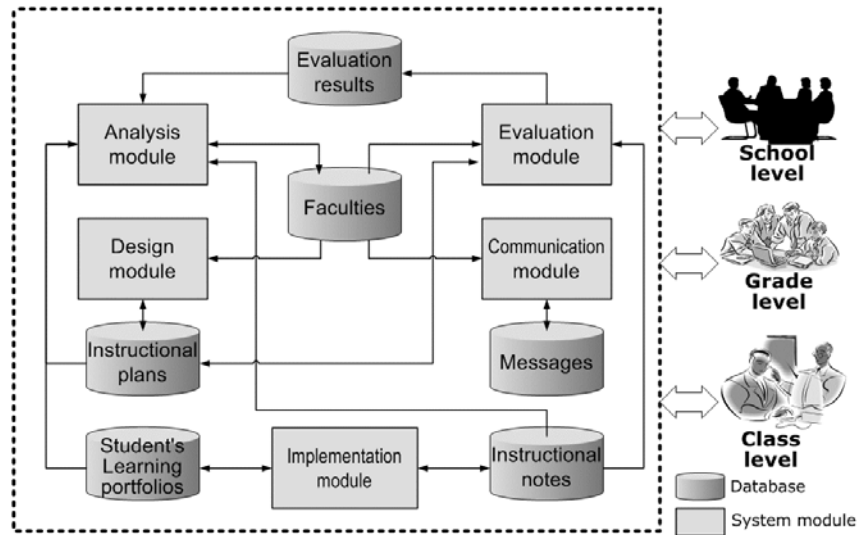 Evaluation
results
Analysis
module
Evaluation
module
Faculties
Design
module
Communication
module
Instructional
plans
Messages
Student's
Learning
portfolios
Implementation
module
Instructional
notes
School
level
Grade
level
Class
level
Database
System module